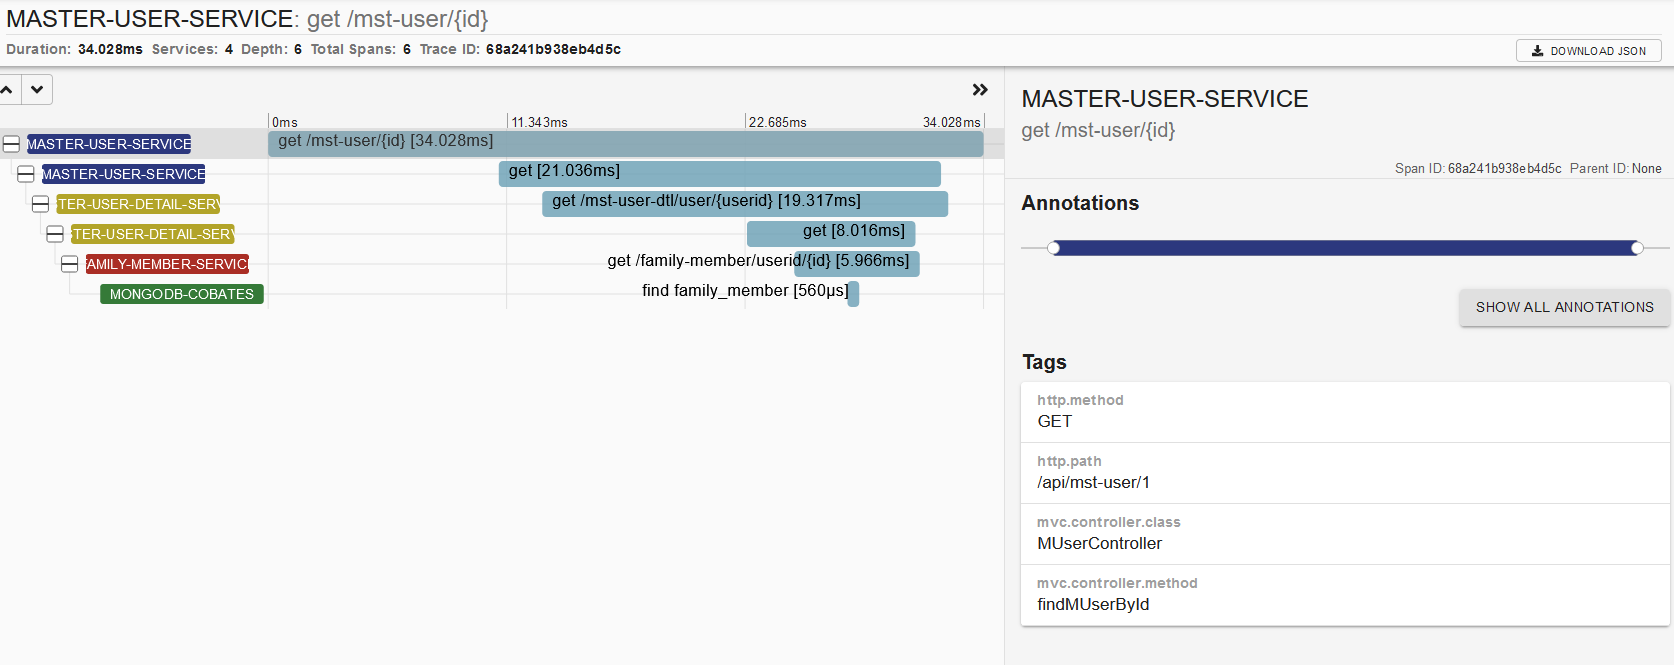 MASTER-USER-SERVICE: get /mst-user/{id}
Duration: 34.028ms Services: 4 Depth: 6 Total Spans: 6 Trace ID: 68a241b938eb4d5c
DOWNLOAD JSON
0ms 11.343ms 22.685ms 34.028ms
MASTER-USER-SERVICE get /mst-user/{id} [34.028ms]
MASTER-USER-SERVICE get [21.036ms]
TER-USER-DETAIL-SERV get /mst-user-dtl/user/{userid} [19.317ms]
TER-USER-DETAIL-SERV get [8.016ms]
FAMILY-MEMBER-SERVIC get /family-member/userid/{id} [5.966ms]
MONGODB-COBATES find family_member [560μs]
MASTER-USER-SERVICE
get /mst-user/{id}
Span ID: 68a241b938eb4d5c Parent ID: None
Annotations
SHOW ALL ANNOTATIONS
Tags
http.method
GET
http.path
/api/mst-user/1
mvc.controller.class
MUserController
mvc.controller.method
findMUserById